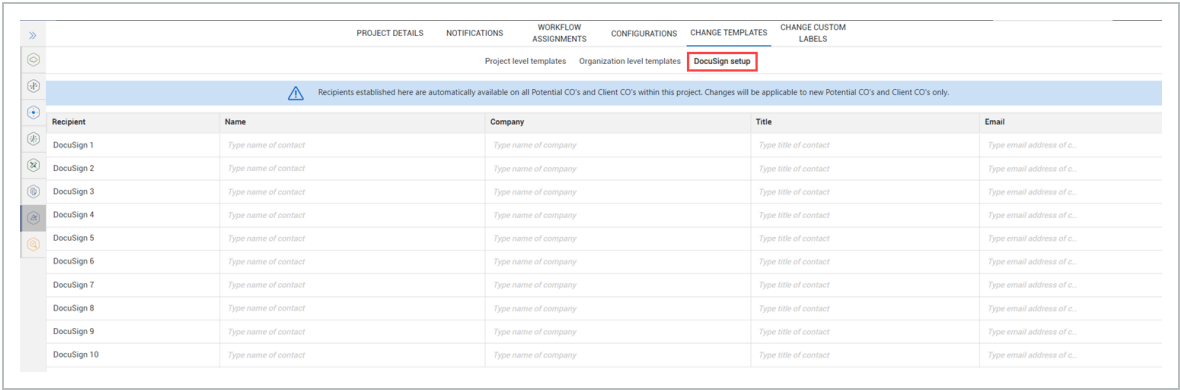 PROJECT DETAILS NOTIFICATIONS WORKFLOW ASSIGNMENTS CONFIGURATIONS CHANGE TEMPLATES CHANGE CUSTOM LABELS
Project level templates Organization level templates DocuSign setup
Recipients established here are automatically available on all Potential CO's and Client CO's within this project. Changes will be applicable to new Potential CO's and Client CO's only.
Recipient Name Company Title Email
DocuSign 1 Type name of contact Type name of company Type title of contact Type email address of c...
DocuSign 2 Type name of contact Type name of company Type title of contact Type email address of c...
DocuSign 3 Type name of contact Type name of company Type title of contact Type email address of c...
DocuSign 4 Type name of contact Type name of company Type title of contact Type email address of c...
DocuSign 5 Type name of contact Type name of company Type title of contact Type email address of c...
DocuSign 6 Type name of contact Type name of company Type title of contact Type email address of c...
DocuSign 7 Type name of contact Type name of company Type title of contact Type email address of c...
DocuSign 8 Type name of contact Type name of company Type title of contact Type email address of c...
DocuSign 9 Type name of contact Type name of company Type title of contact Type email address of c...
DocuSign 10 Type name of contact Type name of company Type title of contact Type email address of c...